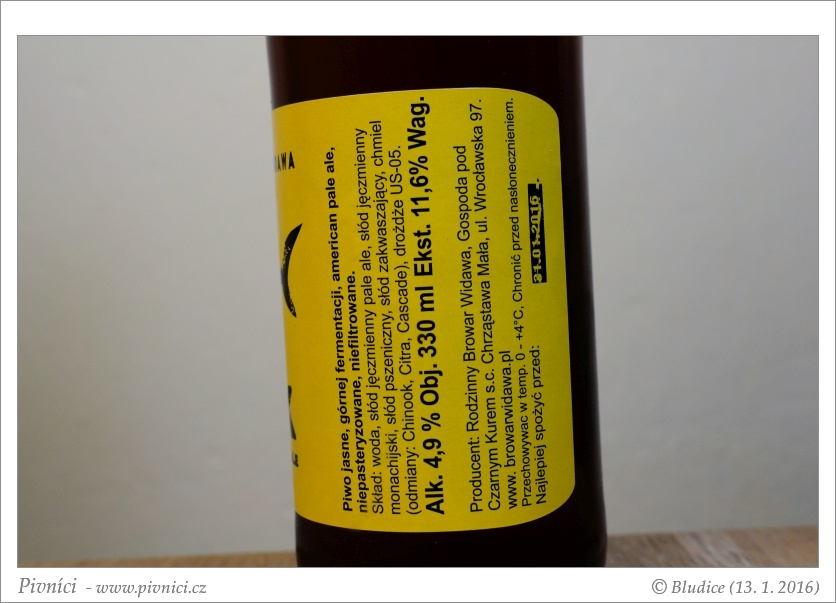 Piwo jasne, górnej fermentacji, american pale ale,
niepasteryzowane, niefiltrowane.
Skład: woda, słód jęczmienny pale ale, słód jęczmienny
monachijski, słód pszeniczny, słód zakwaszający, chmiel
(odmiany: Chinook, Citra, Cascade), drożdże US-05.
Alk. 4,9 % Obj. 330 ml Ekst. 11,6% Wag.
Producent: Rodzinny Browar Widawa, Gospoda pod
Czarnym Kurem s.c. Chrząstawa Mała, ul. Wrocławska 97.
www. browarwidawa.pl
Przechowywac w temp. 0 - +4°C, Chronić przed nasłonecznieniem.
Najlepiej spożyć przed:
31.01.2016
Pivníci - www.pivnici.cz
© Bludice (13. 1. 2016)